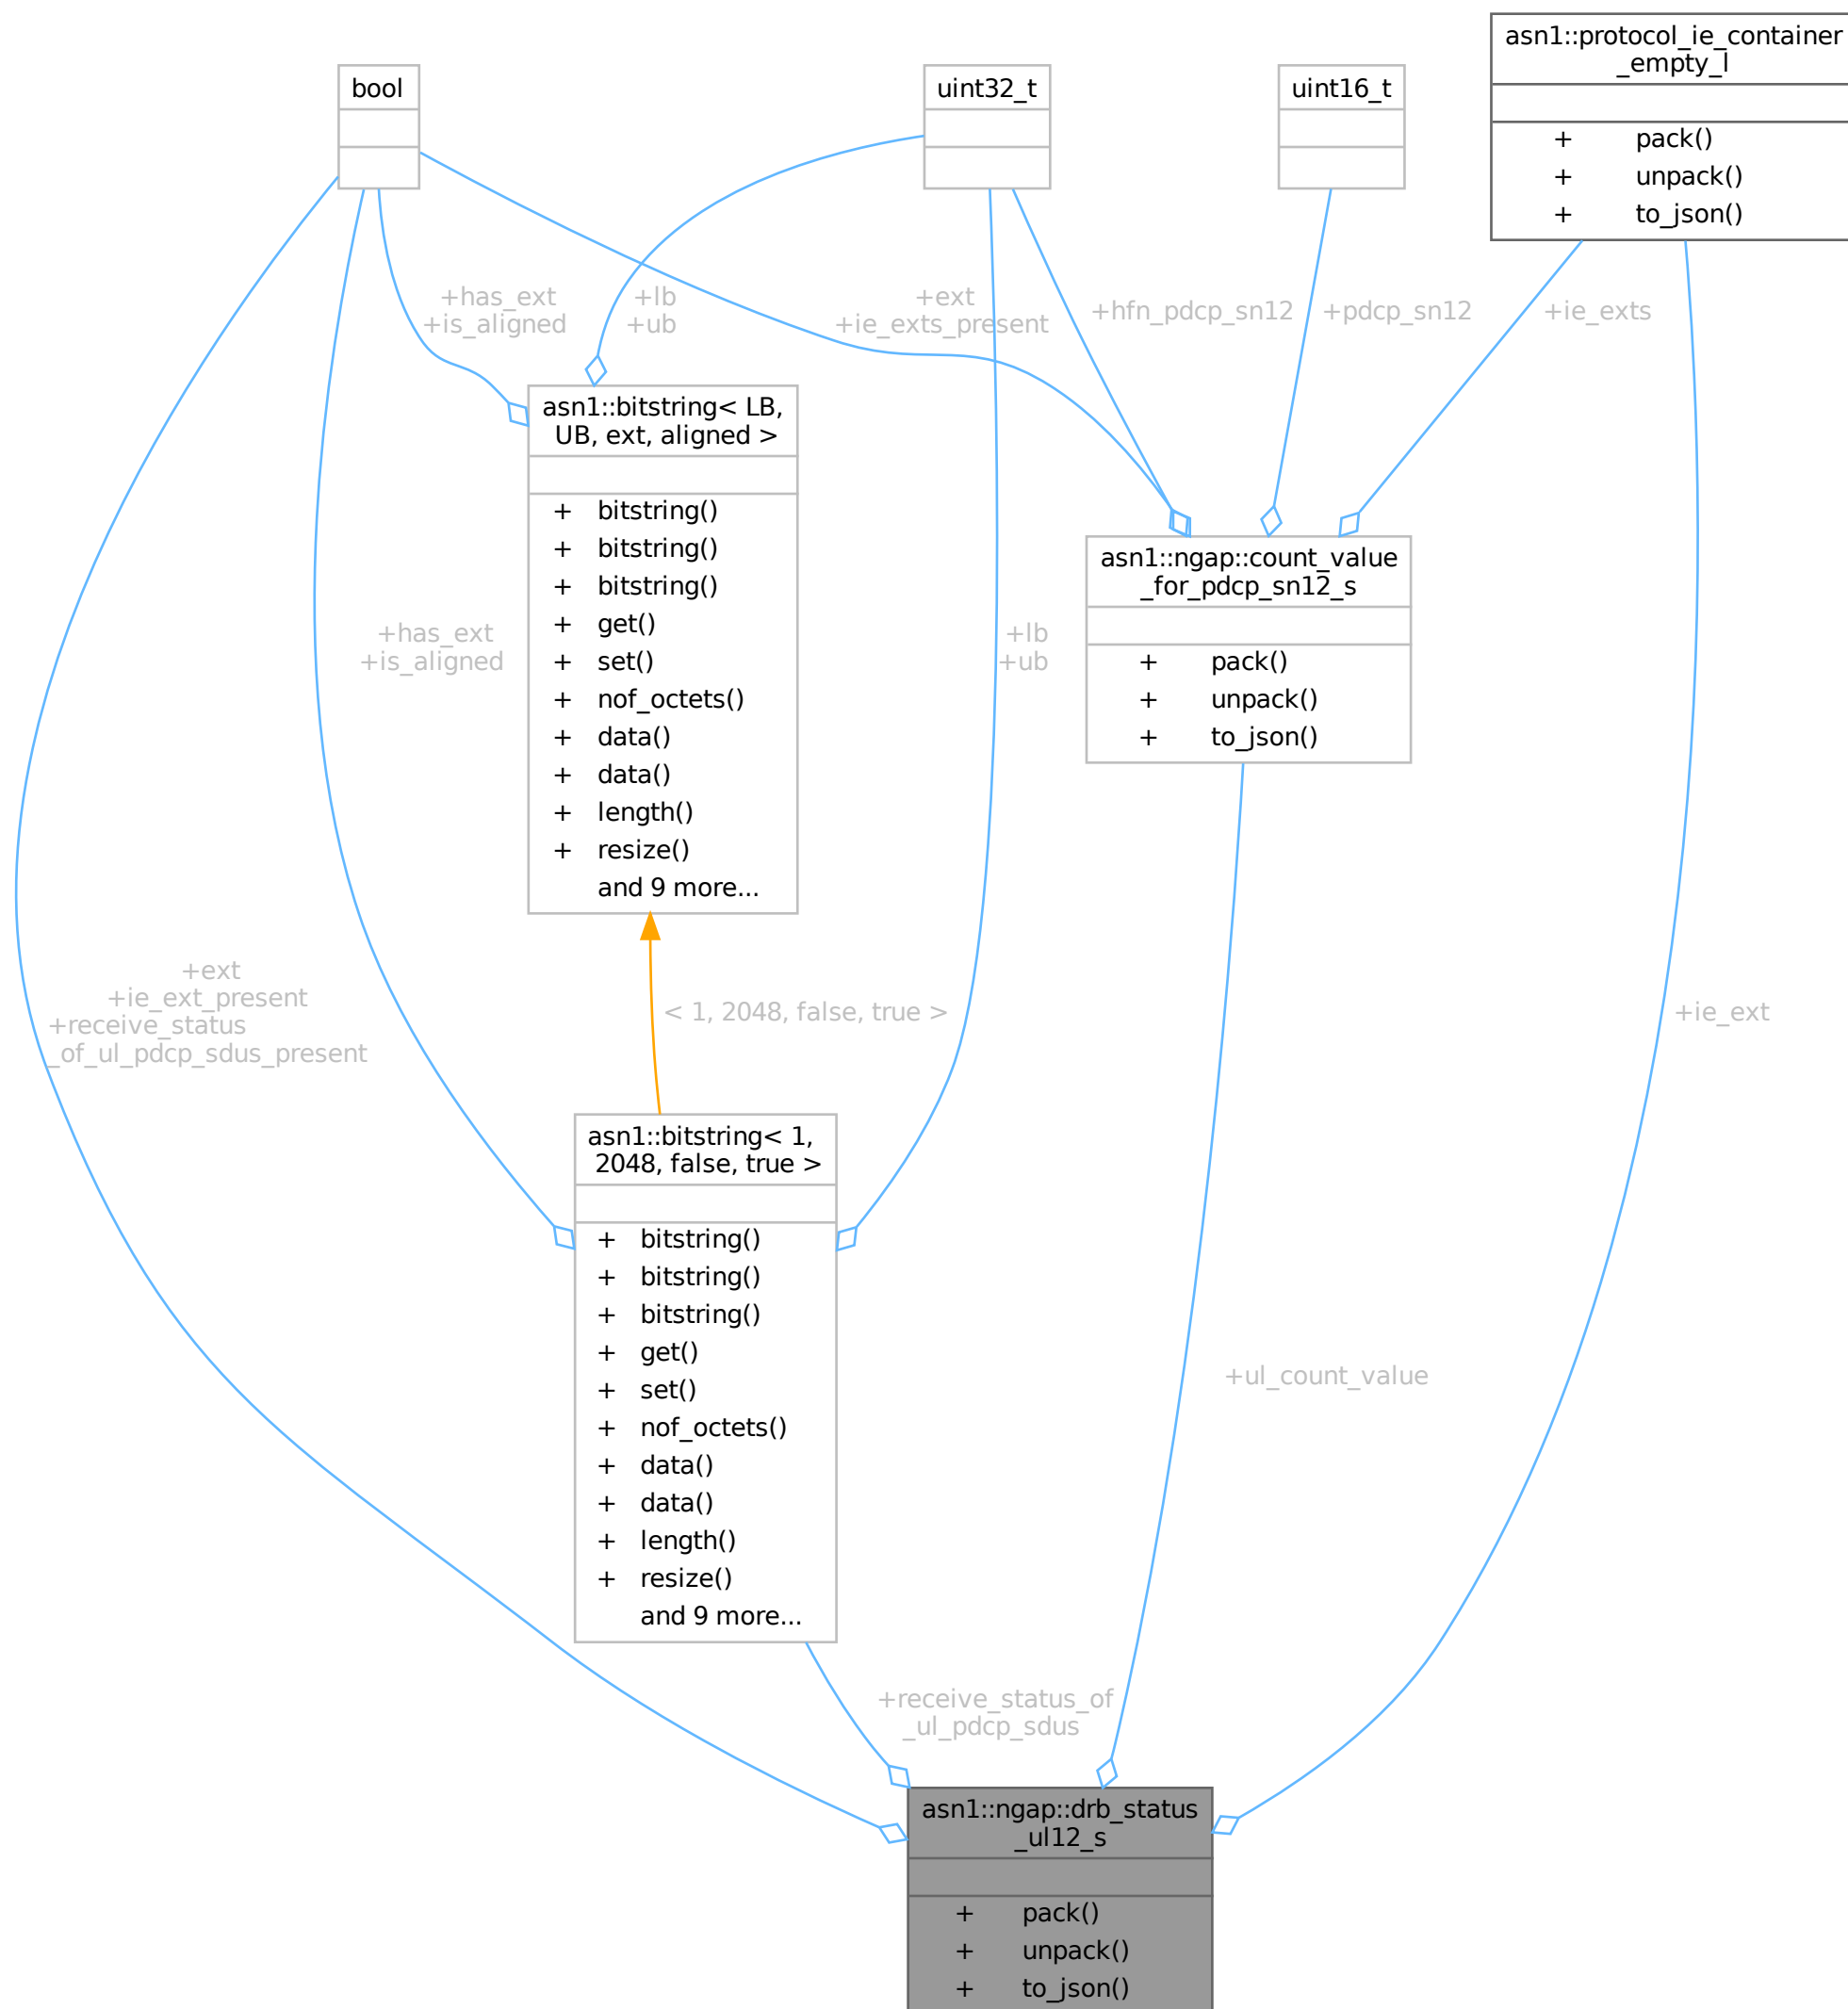 asn1::protocol_ie_container
_empty_l
+ pack()
+ unpack()
+ to_json()
bool
uint32_t
uint16_t
+has_ext
+is_aligned
+lb
+ub
+ext
+ie_exts_present
+hfn_pdcp_sn12
+pdcp_sn12
+ie_exts
asn1::bitstring< LB,
UB, ext, aligned >
+ bitstring()
+ bitstring()
+ bitstring()
+ get()
+ set()
+ nof_octets()
+ data()
+ data()
+ length()
+ resize()
and 9 more...
asn1::ngap::count_value
_for_pdcp_sn12_s
+ pack()
+ unpack()
+ to_json()
+has_ext
+is_aligned
+lb
+ub
+ext
+ie_ext_present
+receive_status
_of_ul_pdcp_sdus_present
< 1, 2048, false, true >
+ie_ext
asn1::bitstring< 1,
2048, false, true >
+ bitstring()
+ bitstring()
+ bitstring()
+ get()
+ set()
+ nof_octets()
+ data()
+ data()
+ length()
+ resize()
and 9 more...
+ul_count_value
+receive_status_of
_ul_pdcp_sdus
asn1::ngap::drb_status
_ul12_s
+ pack()
+ unpack()
+ to_json()